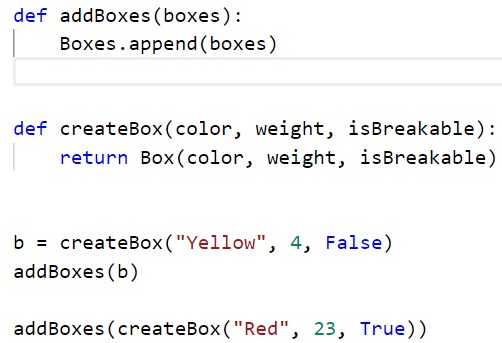 def addBoxes(boxes):
    Boxes.append(boxes)
def createBox(color, weight, isBreakable):
    return Box(color, weight, isBreakable)
b = createBox("Yellow", 4, False)
addBoxes(b)
addBoxes(createBox("Red", 23, True))